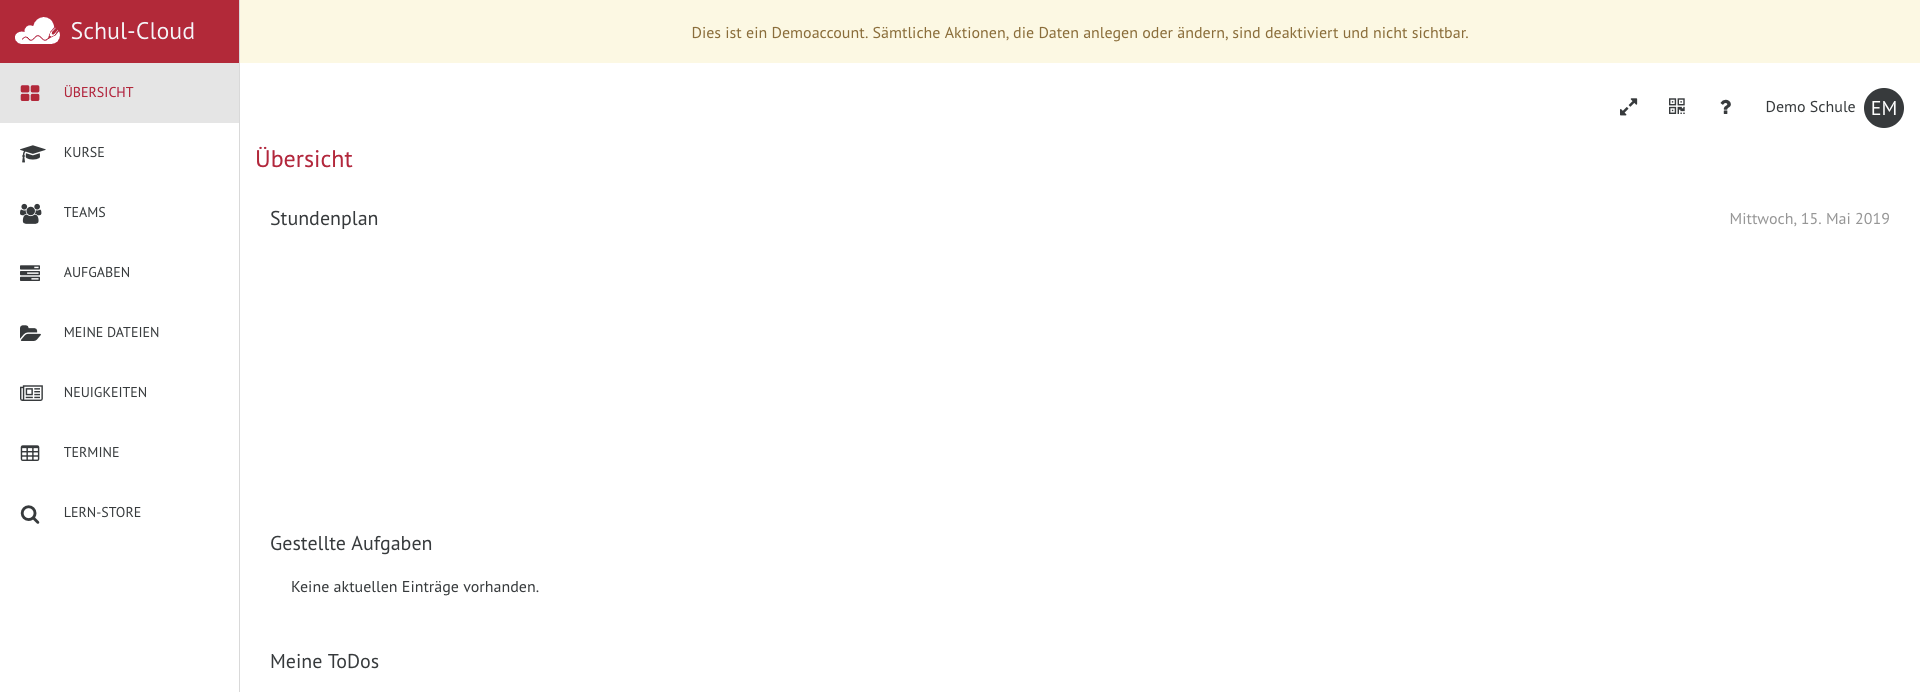 Schul-Cloud
Dies ist ein Demoaccount. Sämtliche Aktionen, die Daten anlegen oder ändern, sind deaktiviert und nicht sichtbar.
ÜBERSICHT
KURSE
TEAMS
AUFGABEN
MEINE DATEIEN
NEUIGKEITEN
TERMINE
LERN-STORE
? Demo Schule EM
Übersicht
Stundenplan Mittwoch, 15. Mai 2019
Gestellte Aufgaben
Keine aktuellen Einträge vorhanden.
Meine ToDos